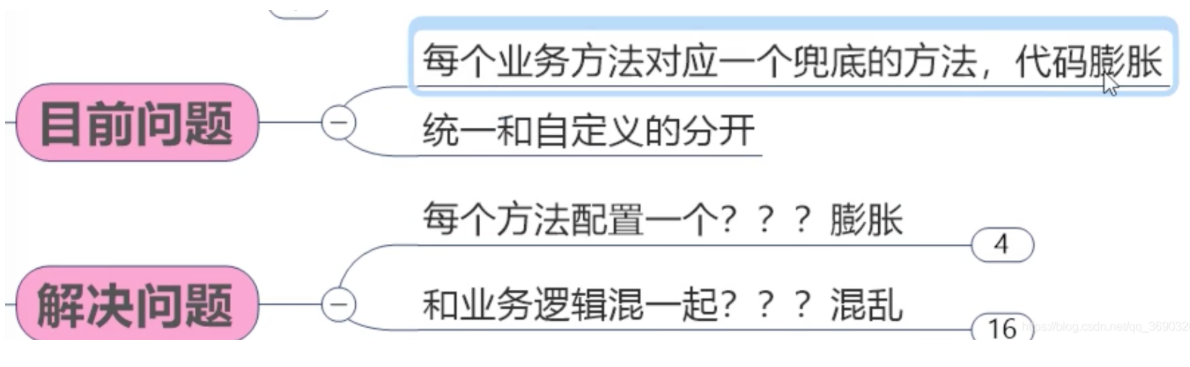 目前问题
每个业务方法对应一个兜底的方法，代码膨胀
统一和自定义的分开
解决问题
每个方法配置一个？？？膨胀
4
和业务逻辑混一起？？？混乱
16
https://blog.csdn.net/qq_369032